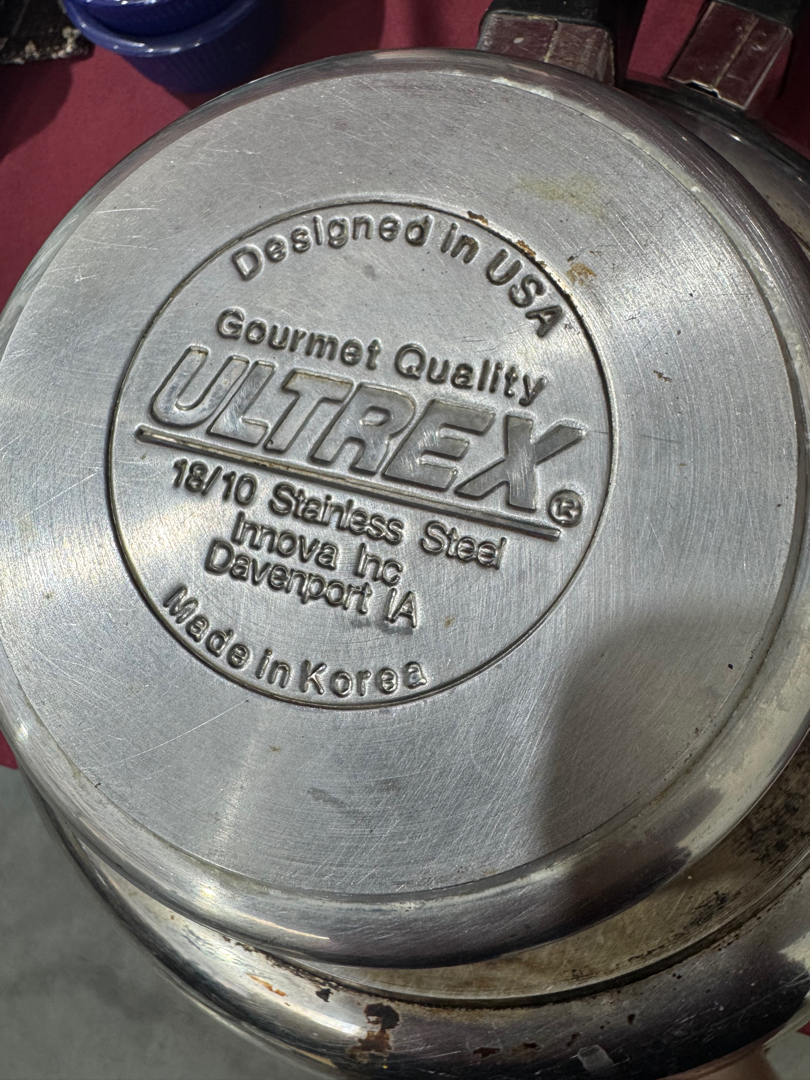 Designed in USA
Gourmet Quality
ULTREX®
18/10 Stainless Steel
Innova Inc
Davenport IA
Made in Korea